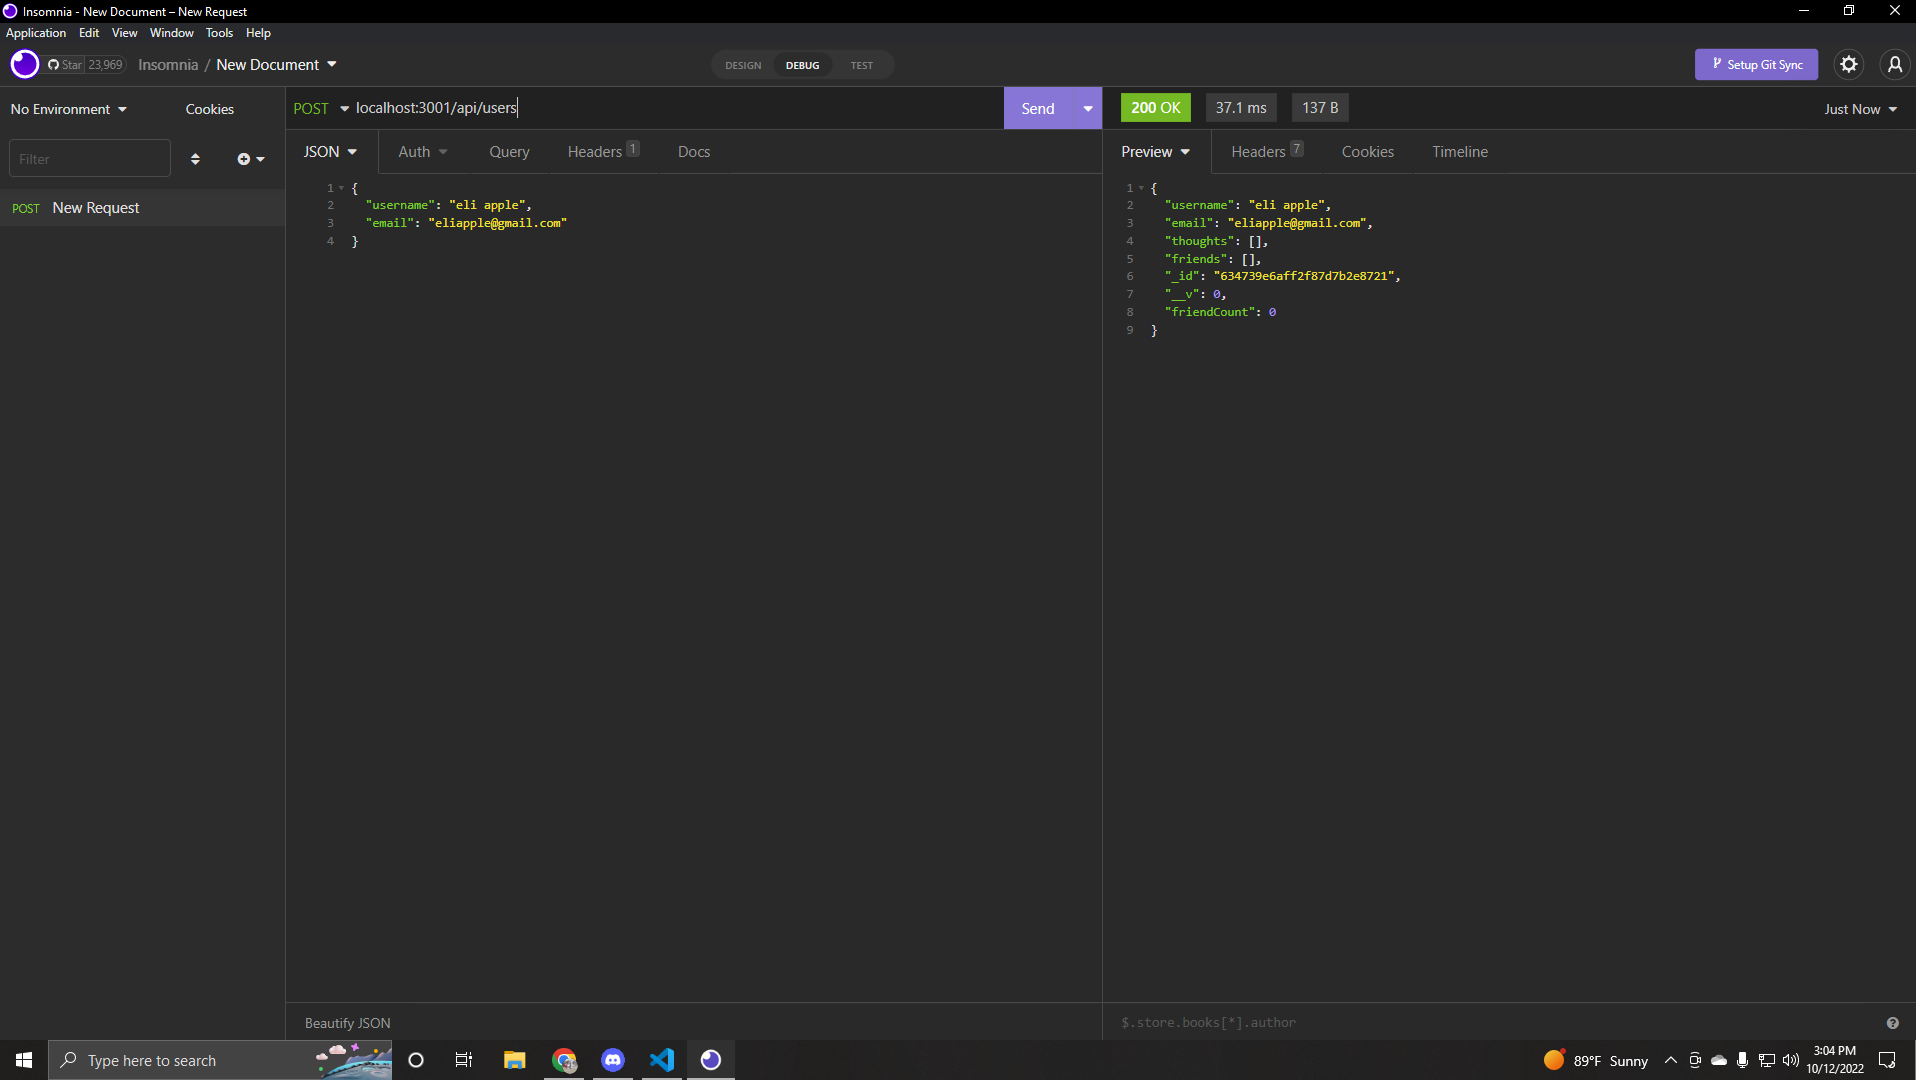 Insomnia - New Document – New Request
Application Edit View Window Tools Help
Star 23,969 Insomnia / New Document DESIGN DEBUG TEST Setup Git Sync
No Environment Cookies
Filter
POST New Request
POST localhost:3001/api/users Send
JSON Auth Query Headers 1 Docs
1 {
2 "username": "eli apple",
3 "email": "eliapple@gmail.com"
4 }
Beautify JSON
200 OK 37.1 ms 137 B Just Now
Preview Headers 7 Cookies Timeline
1 {
2 "username": "eli apple",
3 "email": "eliapple@gmail.com",
4 "thoughts": [],
5 "friends": [],
6 "_id": "634739e6aff2f87d7b2e8721",
7 "__v": 0,
8 "friendCount": 0
9 }
$.store.books[*].author
Type here to search 89°F Sunny 3:04 PM
10/12/2022